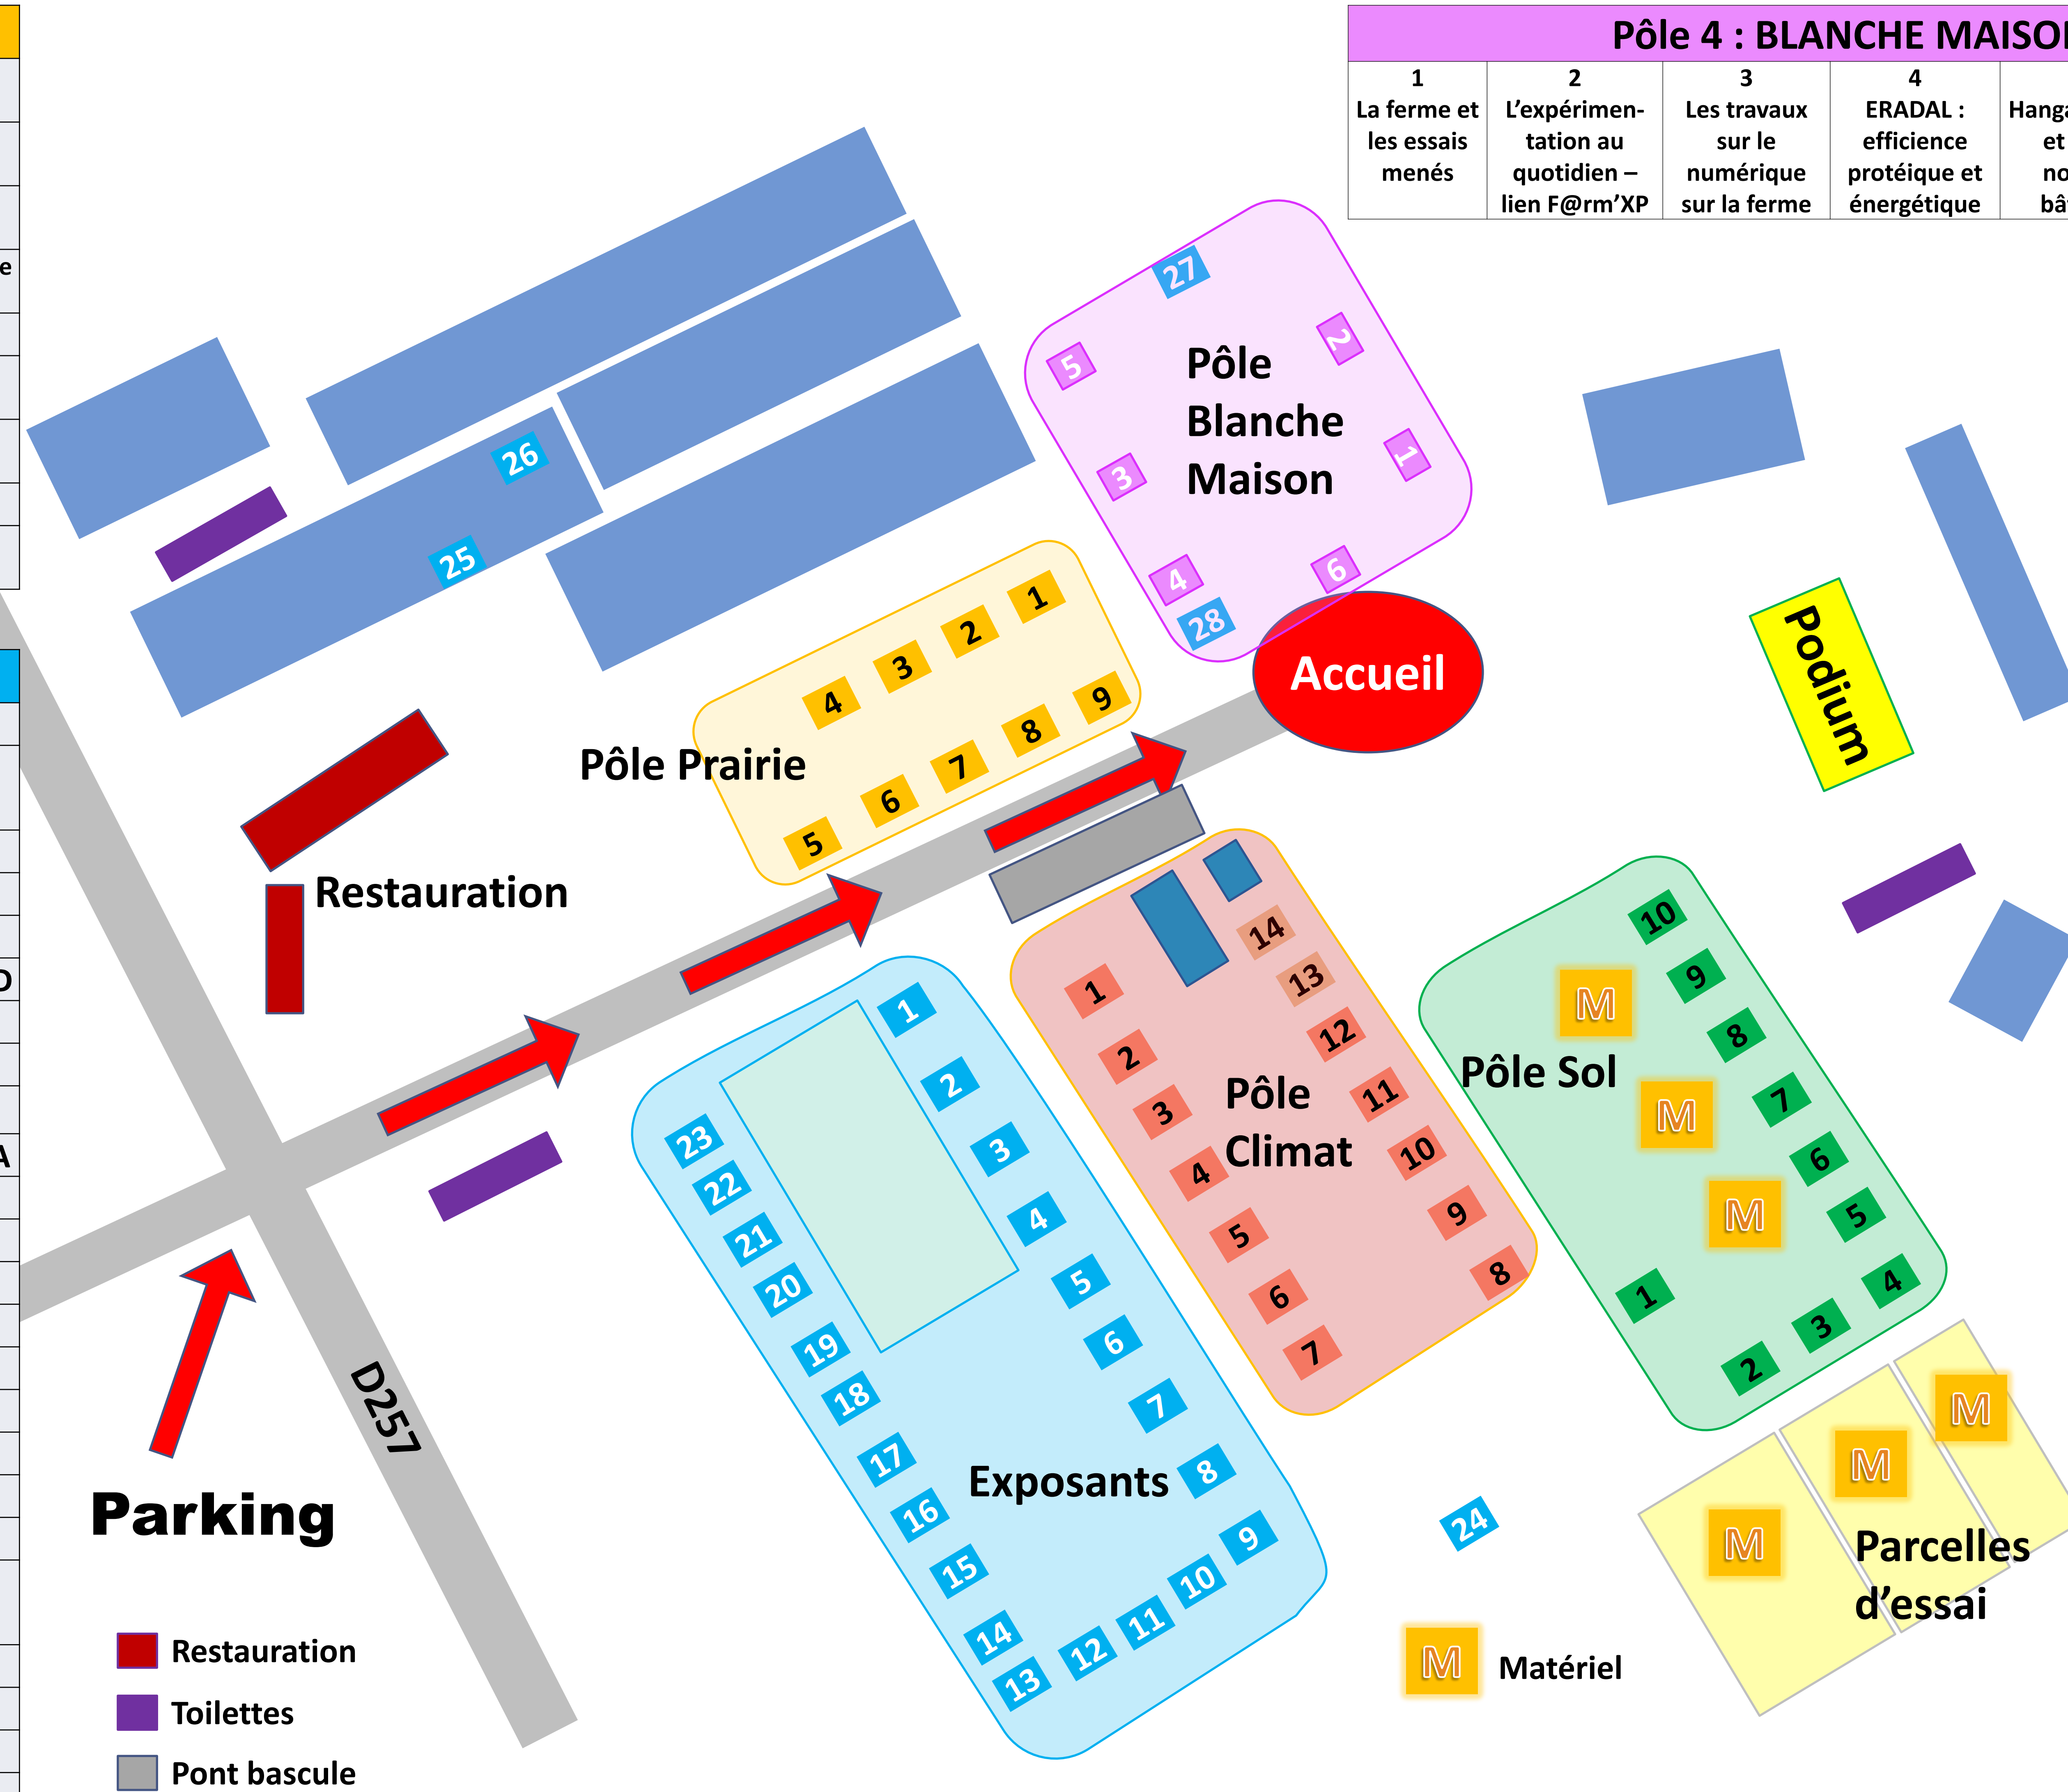 Pôle 4 : BLANCHE MAISON
1
La ferme et
les essais
menés
2
L'expérimen-
tation au
quotidien –
lien F@rm'XP
3
Les travaux
sur le
numérique
sur la ferme
4
ERADAL :
efficience
protéique et
énergétique
Hanga
et
no
bâ
e
D
A
27
5
2
Pôle
Blanche
Maison
3
1
4
6
28
26
25
Accueil
Podium
1
2
3
4
9
8
7
6
5
Pôle Prairie
Restauration
14
13
1
12
2
11
3
10
4
Pôle
Climat
9
5
8
6
7
10
M
9
8
Pôle Sol
M
7
6
M
5
4
1
3
2
1
2
23
3
22
4
21
5
20
6
19
7
18
8
17
Exposants
9
16
10
15
11
14
12
13
24
M
M
M
Parcelles
d'essai
D257
Parking
M
Matériel
Restauration
Toilettes
Pont bascule